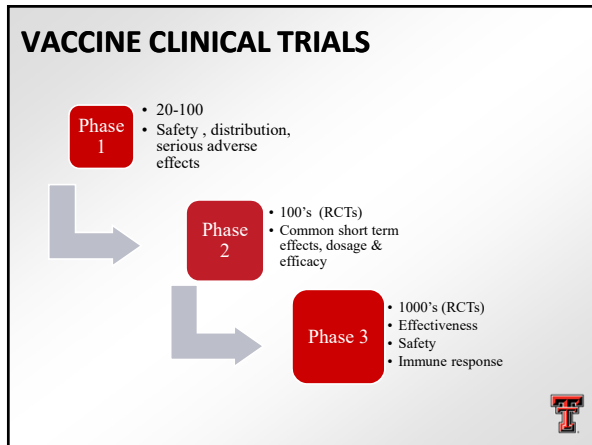 VACCINE CLINICAL TRIALS
Phase
1
• 20-100
• Safety , distribution,
serious adverse
effects
Phase
2
• 100's (RCTs)
• Common short term
effects, dosage &
efficacy
Phase 3
• 1000's (RCTs)
• Effectiveness
• Safety
• Immune response